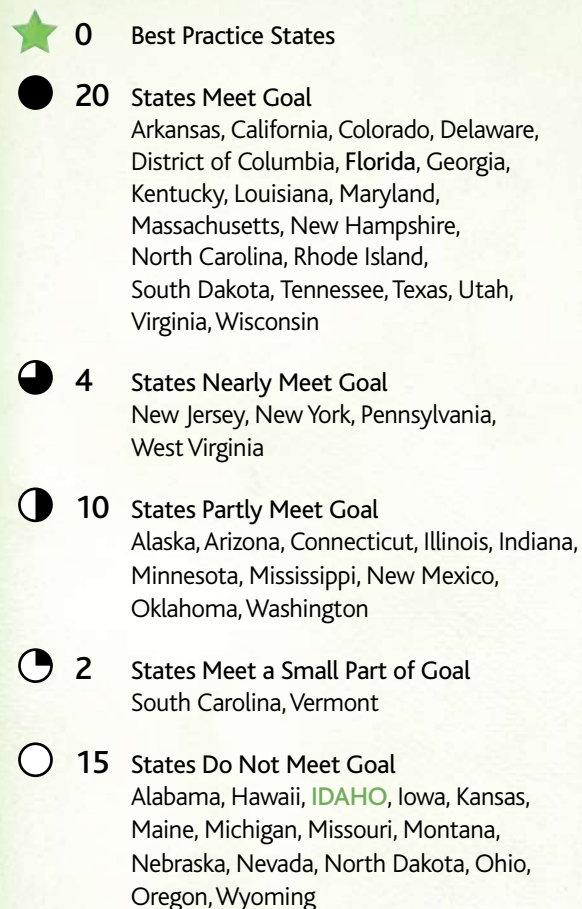 0 Best Practice States
20 States Meet Goal
Arkansas, California, Colorado, Delaware,
District of Columbia, Florida, Georgia,
Kentucky, Louisiana, Maryland,
Massachusetts, New Hampshire,
North Carolina, Rhode Island,
South Dakota, Tennessee, Texas, Utah,
Virginia, Wisconsin
4 States Nearly Meet Goal
New Jersey, New York, Pennsylvania,
West Virginia
10 States Partly Meet Goal
Alaska, Arizona, Connecticut, Illinois, Indiana,
Minnesota, Mississippi, New Mexico,
Oklahoma, Washington
2 States Meet a Small Part of Goal
South Carolina, Vermont
15 States Do Not Meet Goal
Alabama, Hawaii, IDAHO, Iowa, Kansas,
Maine, Michigan, Missouri, Montana,
Nebraska, Nevada, North Dakota, Ohio,
Oregon, Wyoming